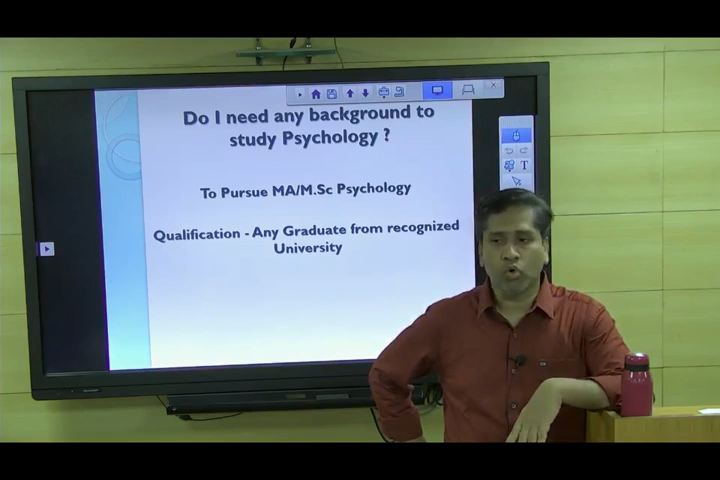 Do I need any background to
study Psychology ?
To Pursue MA/M.Sc Psychology
Qualification - Any Graduate from recognized
University
T